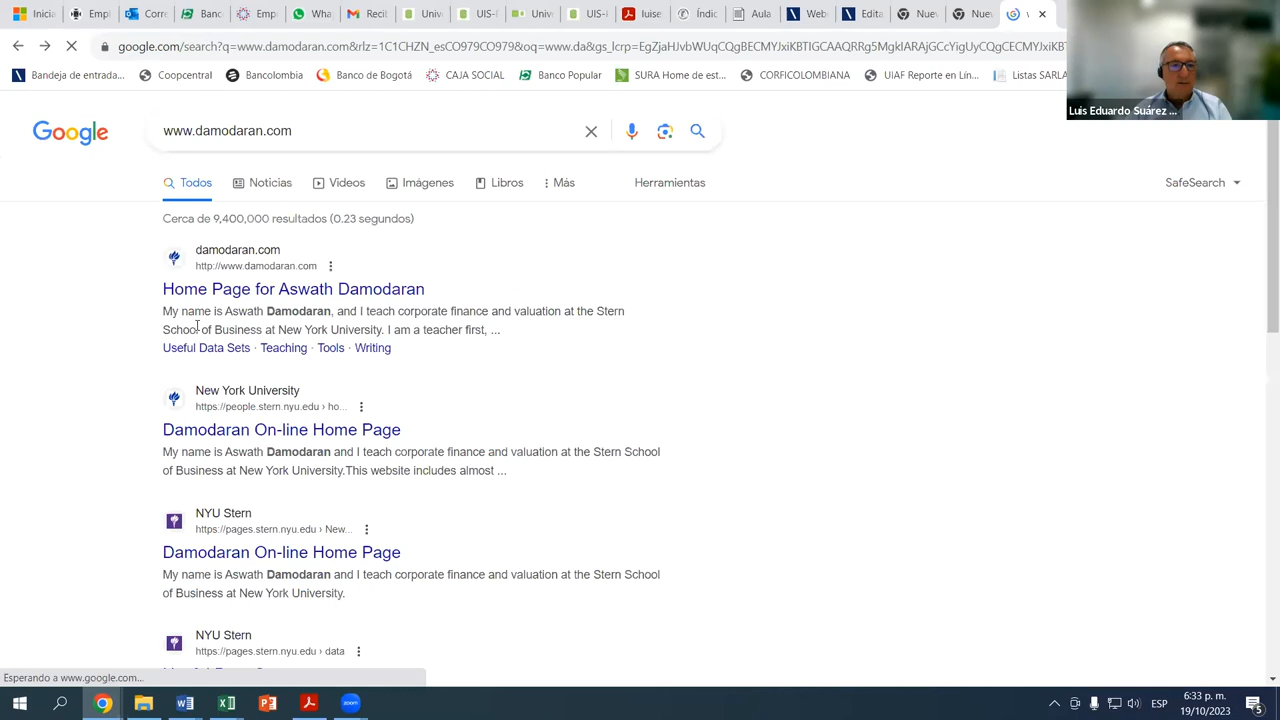 Inicia
Corre
Banc
Emp
Wha
Recit
Univ
UIS-I
Univ
UIS-I
luise
Índi
Aula
Web
Edita
Nue
Nue
google.com/search?q=www.damodaran.com&rlz=1C1CHZN_esCO979CO979&oq=www.da&gs_lcrp=
Bandeja de entrada...
Coopcentral
Bancolombia
Banco de Bogotá
CAJA SOCIAL
Banco Popular
SURA Home de est...
CORFICOLOMBIANA
UIAF Reporte en Lín...
Listas SARLA
Luis Eduardo Suárez ...
Google
www.damodaran.com
Todos
Noticias
Videos
Imágenes
Libros
Más
Herramientas
SafeSearch
Cerca de 9,400,000 resultados (0.23 segundos)
damodaran.com
http://www.damodaran.com
Home Page for Aswath Damodaran
My name is Aswath Damodaran, and I teach corporate finance and valuation at the Stern
School of Business at New York University. I am a teacher first, ...
Useful Data Sets · Teaching · Tools · Writing
New York University
https://people.stern.nyu.edu › ho...
Damodaran On-line Home Page
My name is Aswath Damodaran and I teach corporate finance and valuation at the Stern School
of Business at New York University.This website includes almost ...
NYU Stern
https://pages.stern.nyu.edu › New...
Damodaran On-line Home Page
My name is Aswath Damodaran and I teach corporate finance and valuation at the Stern School
of Business at New York University.
NYU Stern
https://pages.stern.nyu.edu › data
Esperando a www.google.com...
ESP
6:33 p. m.
19/10/2023
5